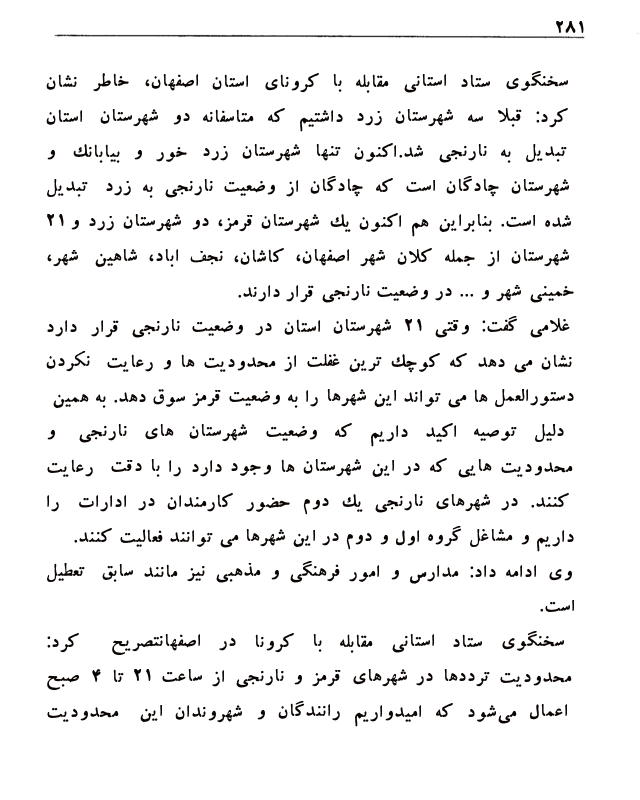 ۲۸۱
سخنگوی ستاد استانی مقابله با کرونای استان اصفهان، خاطر نشان
کرد: قبلا سه شهرستان زرد داشتیم که متاسفانه دو شهرستان استان
تبدیل به نارنجی شد.اکنون تنها شهرستان زرد خور و بیابانك و
شهرستان چادگان است که چادگان از وضعیت نارنجی به زرد تبدیل
شده است. بنابراین هم اکنون یك شهرستان قرمز، دو شهرستان زرد و ۲۱
شهرستان از جمله کلان شهر اصفهان، کاشان، نجف اباد، شاهین شهر،
خمینی شهر و ... در وضعیت نارنجی قرار دارند.
غلامی گفت: وقتی ۲۱ شهرستان استان در وضعیت نارنجی قرار دارد
نشان می دهد که کوچك ترین غفلت از محدودیت ها و رعایت نکردن
دستورالعمل ها می تواند این شهرها را به وضعیت قرمز سوق دهد. به همین
دلیل توصیه اکید داریم که وضعیت شهرستان های نارنجی و
محدودیت هایی که در این شهرستان ها وجود دارد را با دقت رعایت
کنند. در شهرهای نارنجی یك دوم حضور کارمندان در ادارات را
داریم و مشاغل گروه اول و دوم در این شهرها می توانند فعالیت کنند.
وی ادامه داد: مدارس و امور فرهنگی و مذهبی نیز مانند سابق تعطیل
است.
سخنگوی ستاد استانی مقابله با کرونا در اصفهانتصریح کرد:
محدودیت ترددها در شهرهای قرمز و نارنجی از ساعت ۲۱ تا ۴ صبح
اعمال می‌شود که امیدواریم رانندگان و شهروندان این محدودیت